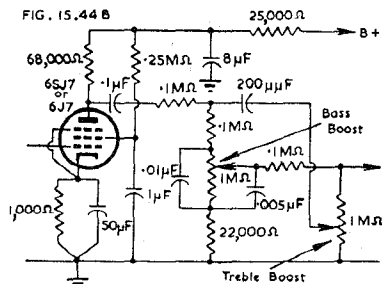 FIG. 15.44 B
25,000Ω
B+
68,000Ω
·25MΩ
8μF
6SJ7
or
6J7
·1μF
·1MΩ
200μμF
·1MΩ
Bass
Boost
·01μF
1MΩ
·1MΩ
·005μF
1μF
1,000Ω
50μF
22,000Ω
1MΩ
Treble Boost